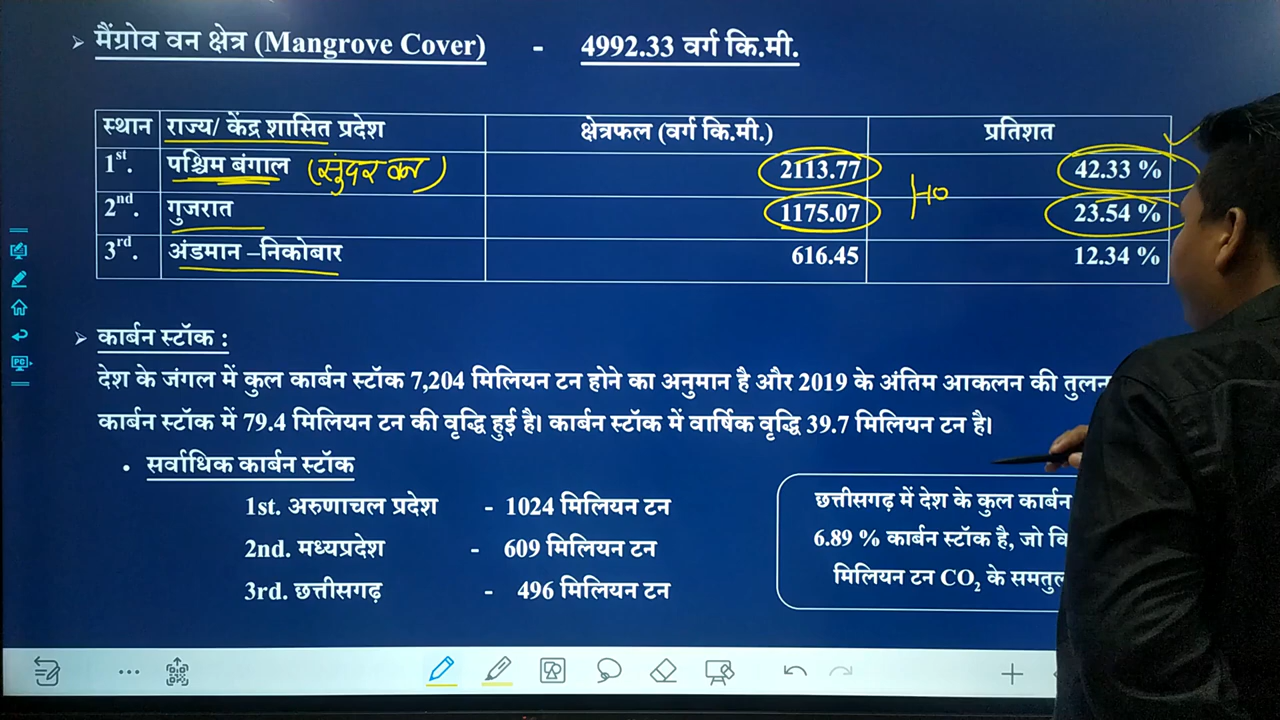 ➢ मैंग्रोव वन क्षेत्र (Mangrove Cover) - 4992.33 वर्ग कि.मी.
स्थान राज्य/ केंद्र शासित प्रदेश क्षेत्रफल (वर्ग कि.मी.) प्रतिशत
1st. पश्चिम बंगाल (सुंदर वन) 2113.77 42.33 %
2nd. गुजरात 1175.07 23.54 %
3rd. अंडमान –निकोबार 616.45 12.34 %
➢ कार्बन स्टॉक :
देश के जंगल में कुल कार्बन स्टॉक 7,204 मिलियन टन होने का अनुमान है और 2019 के अंतिम आकलन की
कार्बन स्टॉक में 79.4 मिलियन टन की वृद्धि हुई है। कार्बन स्टॉक में वार्षिक वृद्धि 39.7 मिलियन टन है।
• सर्वाधिक कार्बन स्टॉक
1st. अरुणाचल प्रदेश - 1024 मिलियन टन
2nd. मध्यप्रदेश - 609 मिलियन टन
3rd. छत्तीसगढ़ - 496 मिलियन टन
छत्तीसगढ़ में देश के कुल कार्बन
6.89 % कार्बन स्टॉक है, जो
मिलियन टन CO₂ के
PC